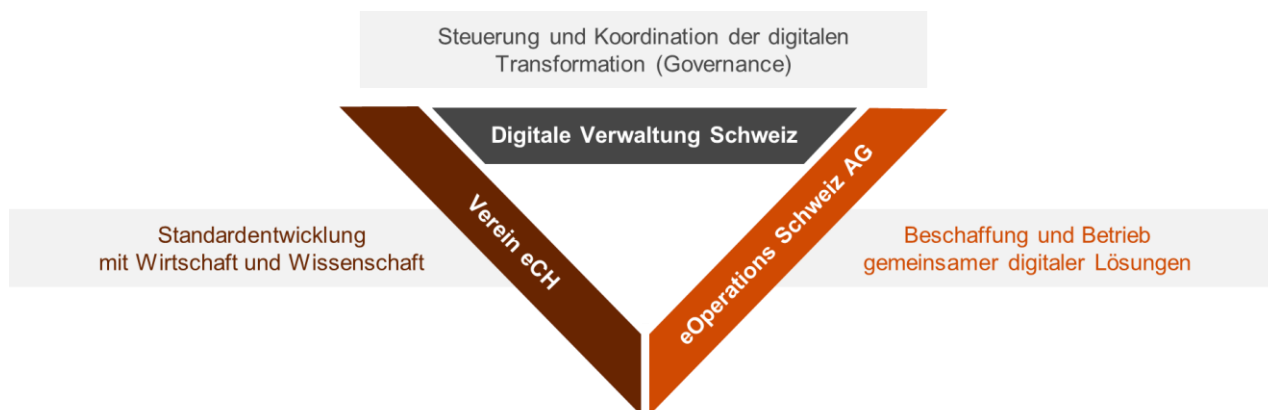 Steuerung und Koordination der digitalen
Transformation (Governance)
Digitale Verwaltung Schweiz
Verein eCH
eOperations Schweiz AG
Standardentwicklung
mit Wirtschaft und Wissenschaft
Beschaffung und Betrieb
gemeinsamer digitaler Lösungen